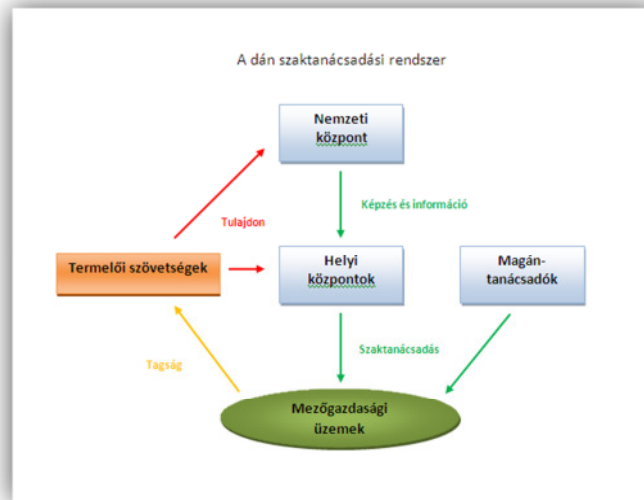 A dán szaktanácsadási rendszer
Nemzeti
központ
Képzés és információ
Tulajdon
Termelői szövetségek
Helyi
központok
Magán-
tanácsadók
Szaktanácsadás
Tagság
Mezőgazdasági
üzemek